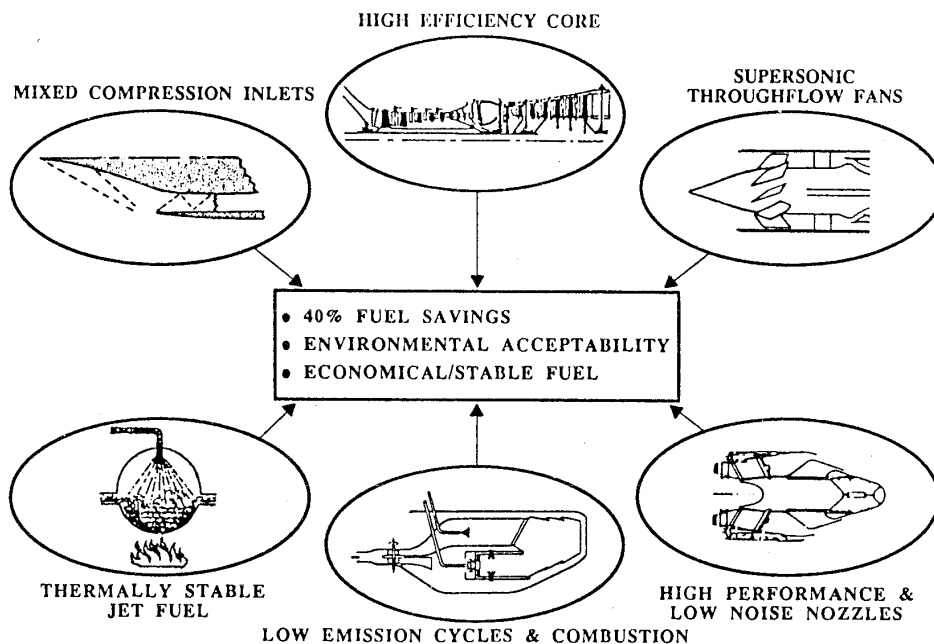 HIGH EFFICIENCY CORE
MIXED COMPRESSION INLETS
SUPERSONIC
THROUGHFLOW FANS
• 40% FUEL SAVINGS
• ENVIRONMENTAL ACCEPTABILITY
• ECONOMICAL/STABLE FUEL
THERMALLY STABLE
JET FUEL
LOW EMISSION CYCLES & COMBUSTION
HIGH PERFORMANCE &
LOW NOISE NOZZLES